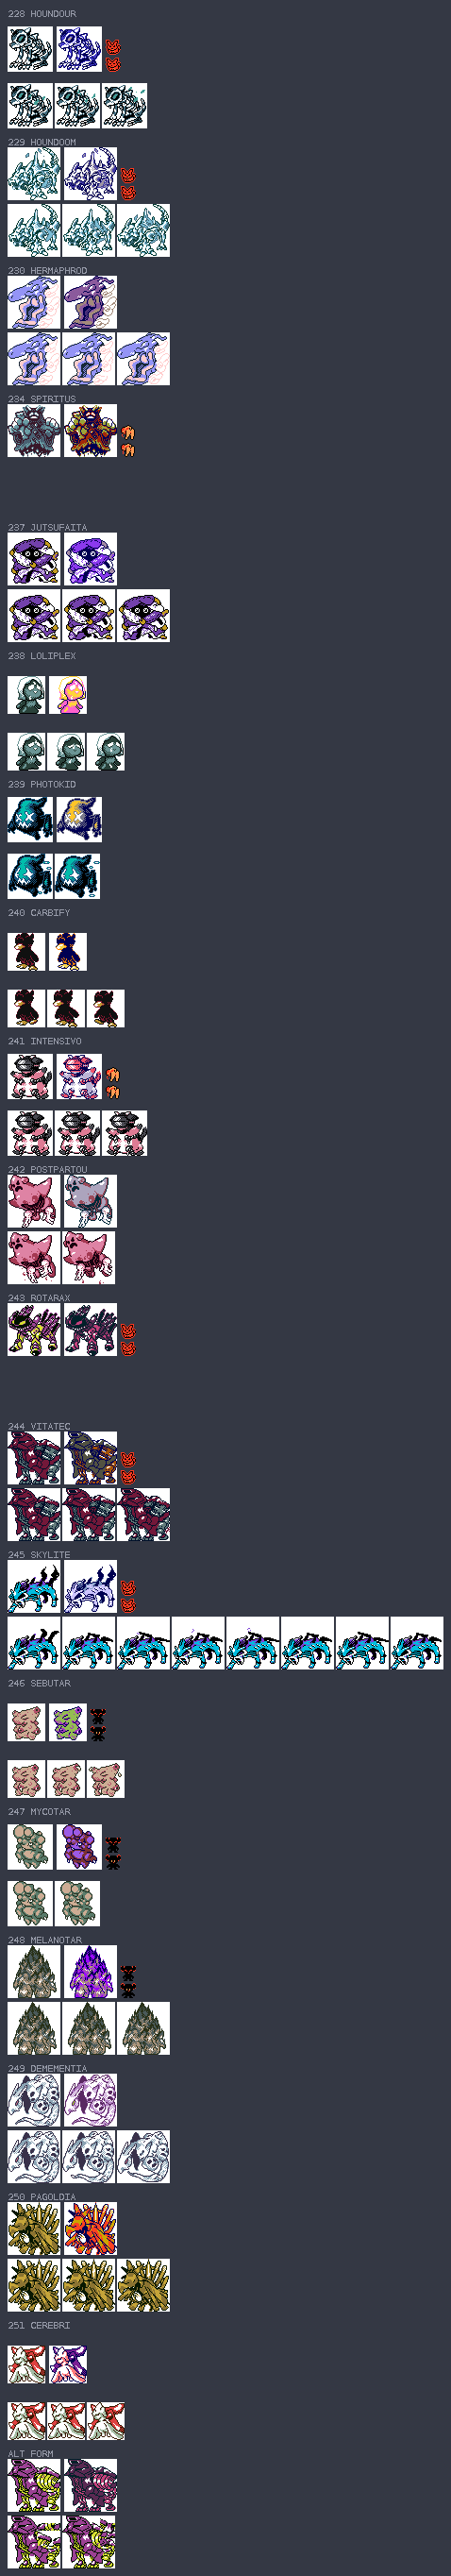 228 HOUNDOUR
229 HOUNDOOM
230 HERMAPHROD
234 SPIRITUS
237 JUTSUFAITA
238 LOLIPLEX
239 PHOTOKID
240 CARBIFY
241 INTENSIVO
242 POSTPARTOU
243 ROTARAX
244 VITATEC
245 SKYLITE
246 SEBUTAR
247 MYCOTAR
248 MELANOTAR
249 DEMEMENTIA
250 PAGOLDIA
251 CEREBRI
ALT FORM